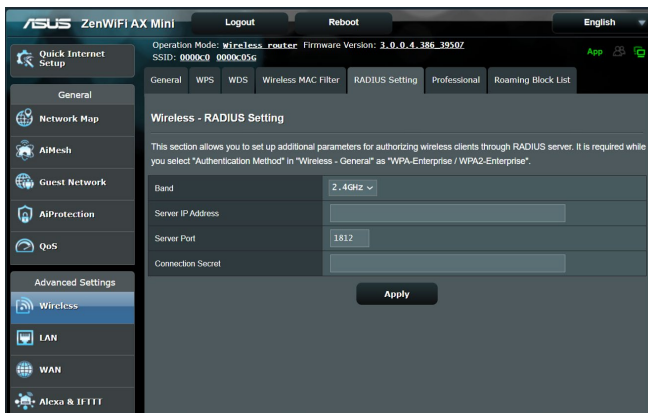 ASUS ZenWiFi AX Mini
Logout
Reboot
English
Quick Internet
Setup
Operation Mode: Wireless router Firmware Version: 3.0.0.4.386_39507
SSID: 0000C0 0000C05G
App
General
WPS
WDS
Wireless MAC Filter
RADIUS Setting
Professional
Roaming Block List
General
Network Map
AiMesh
Guest Network
AiProtection
QoS
Advanced Settings
Wireless
LAN
WAN
Alexa & IFTTT
Wireless - RADIUS Setting
This section allows you to set up additional parameters for authorizing wireless clients through RADIUS server. It is required while
you select "Authentication Method" in "Wireless - General" as "WPA-Enterprise / WPA2-Enterprise".
Band
2.4GHz
Server IP Address
Server Port
1812
Connection Secret
Apply